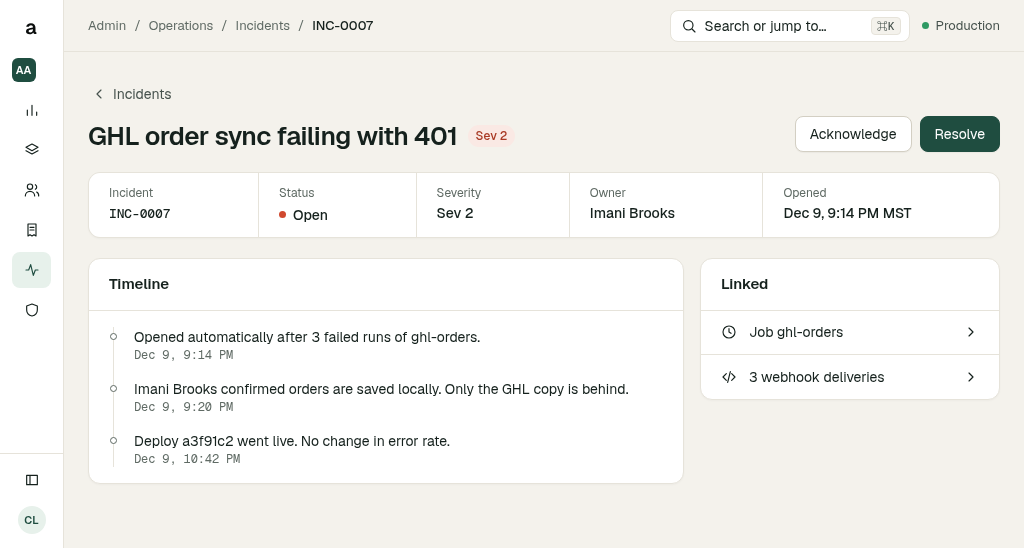 a
Admin / Operations / Incidents / INC-0007
Search or jump to… ⌘K
Production
AA
Incidents
GHL order sync failing with 401 Sev 2
Acknowledge
Resolve
Incident
INC-0007
Status
Open
Severity
Sev 2
Owner
Imani Brooks
Opened
Dec 9, 9:14 PM MST
Timeline
Opened automatically after 3 failed runs of ghl-orders.
Dec 9, 9:14 PM
Imani Brooks confirmed orders are saved locally. Only the GHL copy is behind.
Dec 9, 9:20 PM
Deploy a3f91c2 went live. No change in error rate.
Dec 9, 10:42 PM
Linked
Job ghl-orders
3 webhook deliveries
CL